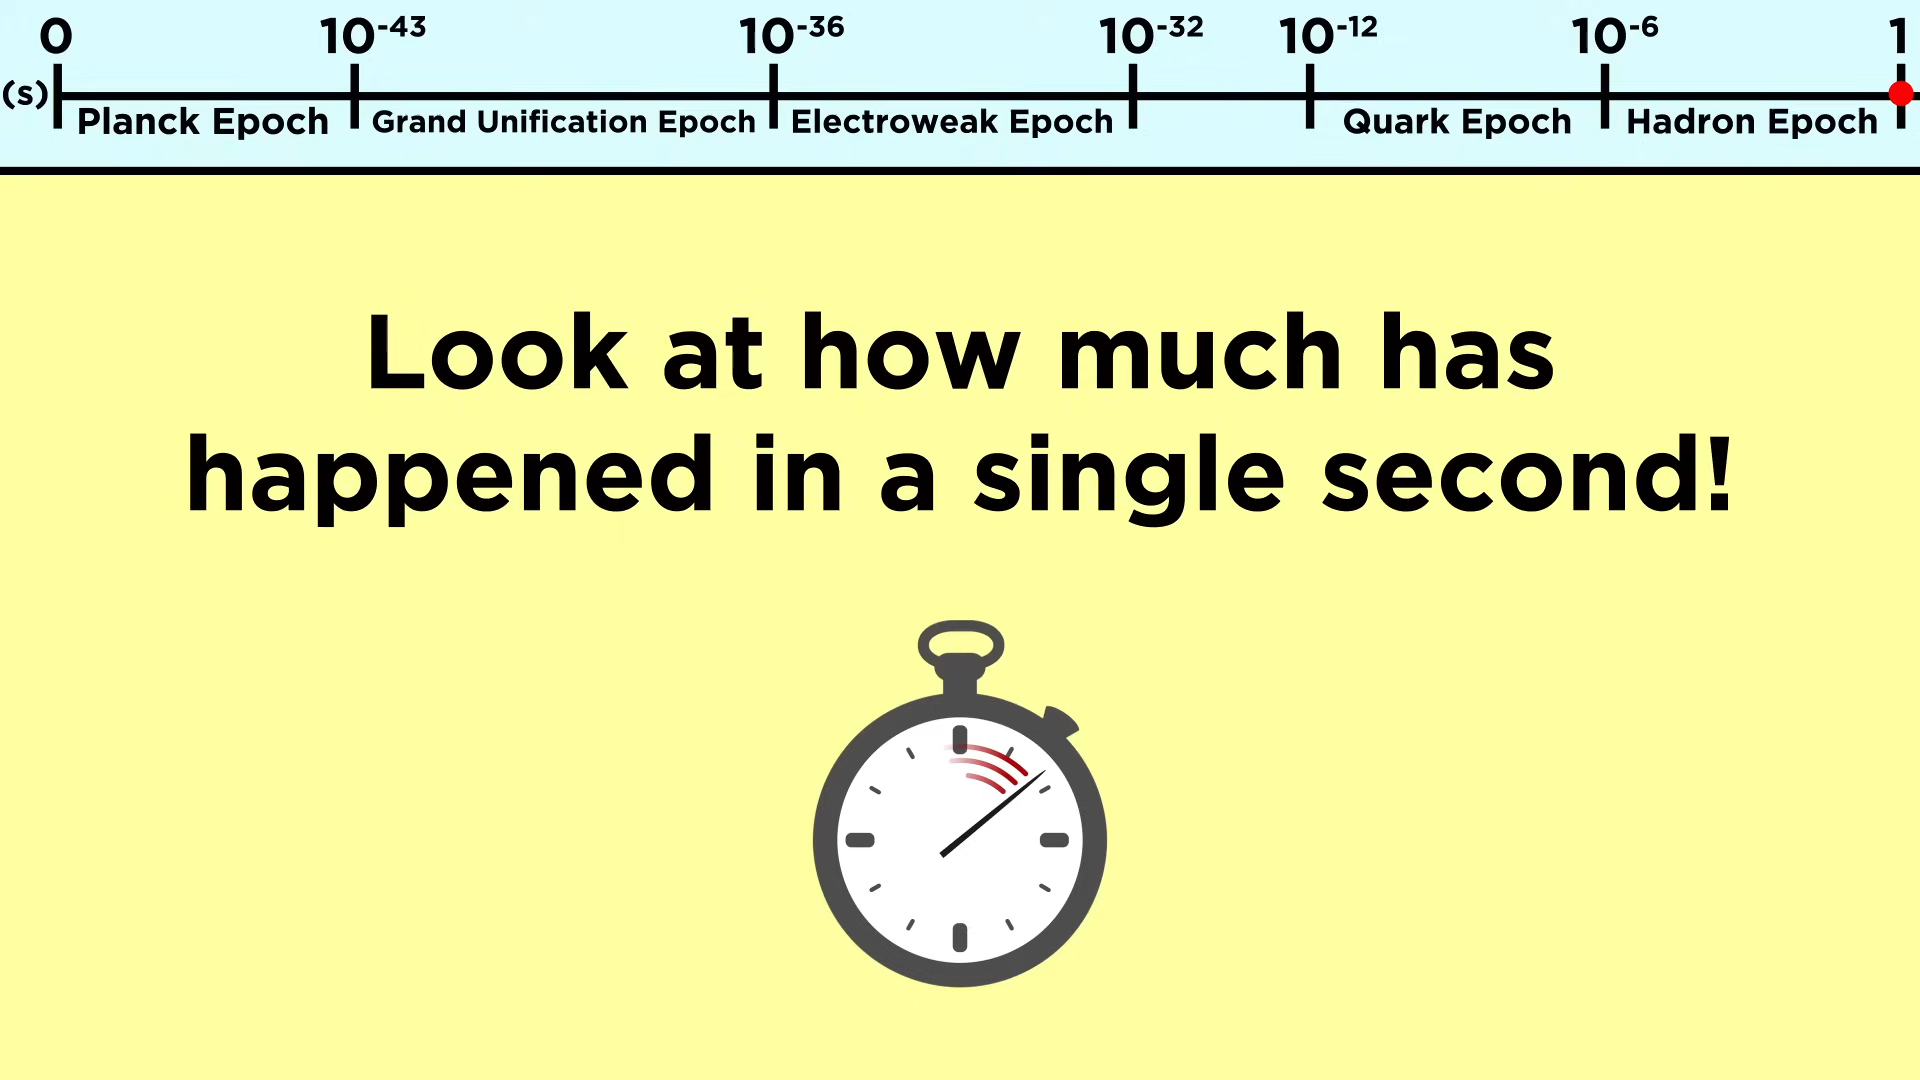 0 10⁻⁴³ 10⁻³⁶ 10⁻³² 10⁻¹² 10⁻⁶ 1
(s)
Planck Epoch Grand Unification Epoch Electroweak Epoch Quark Epoch Hadron Epoch
Look at how much has
happened in a single second!